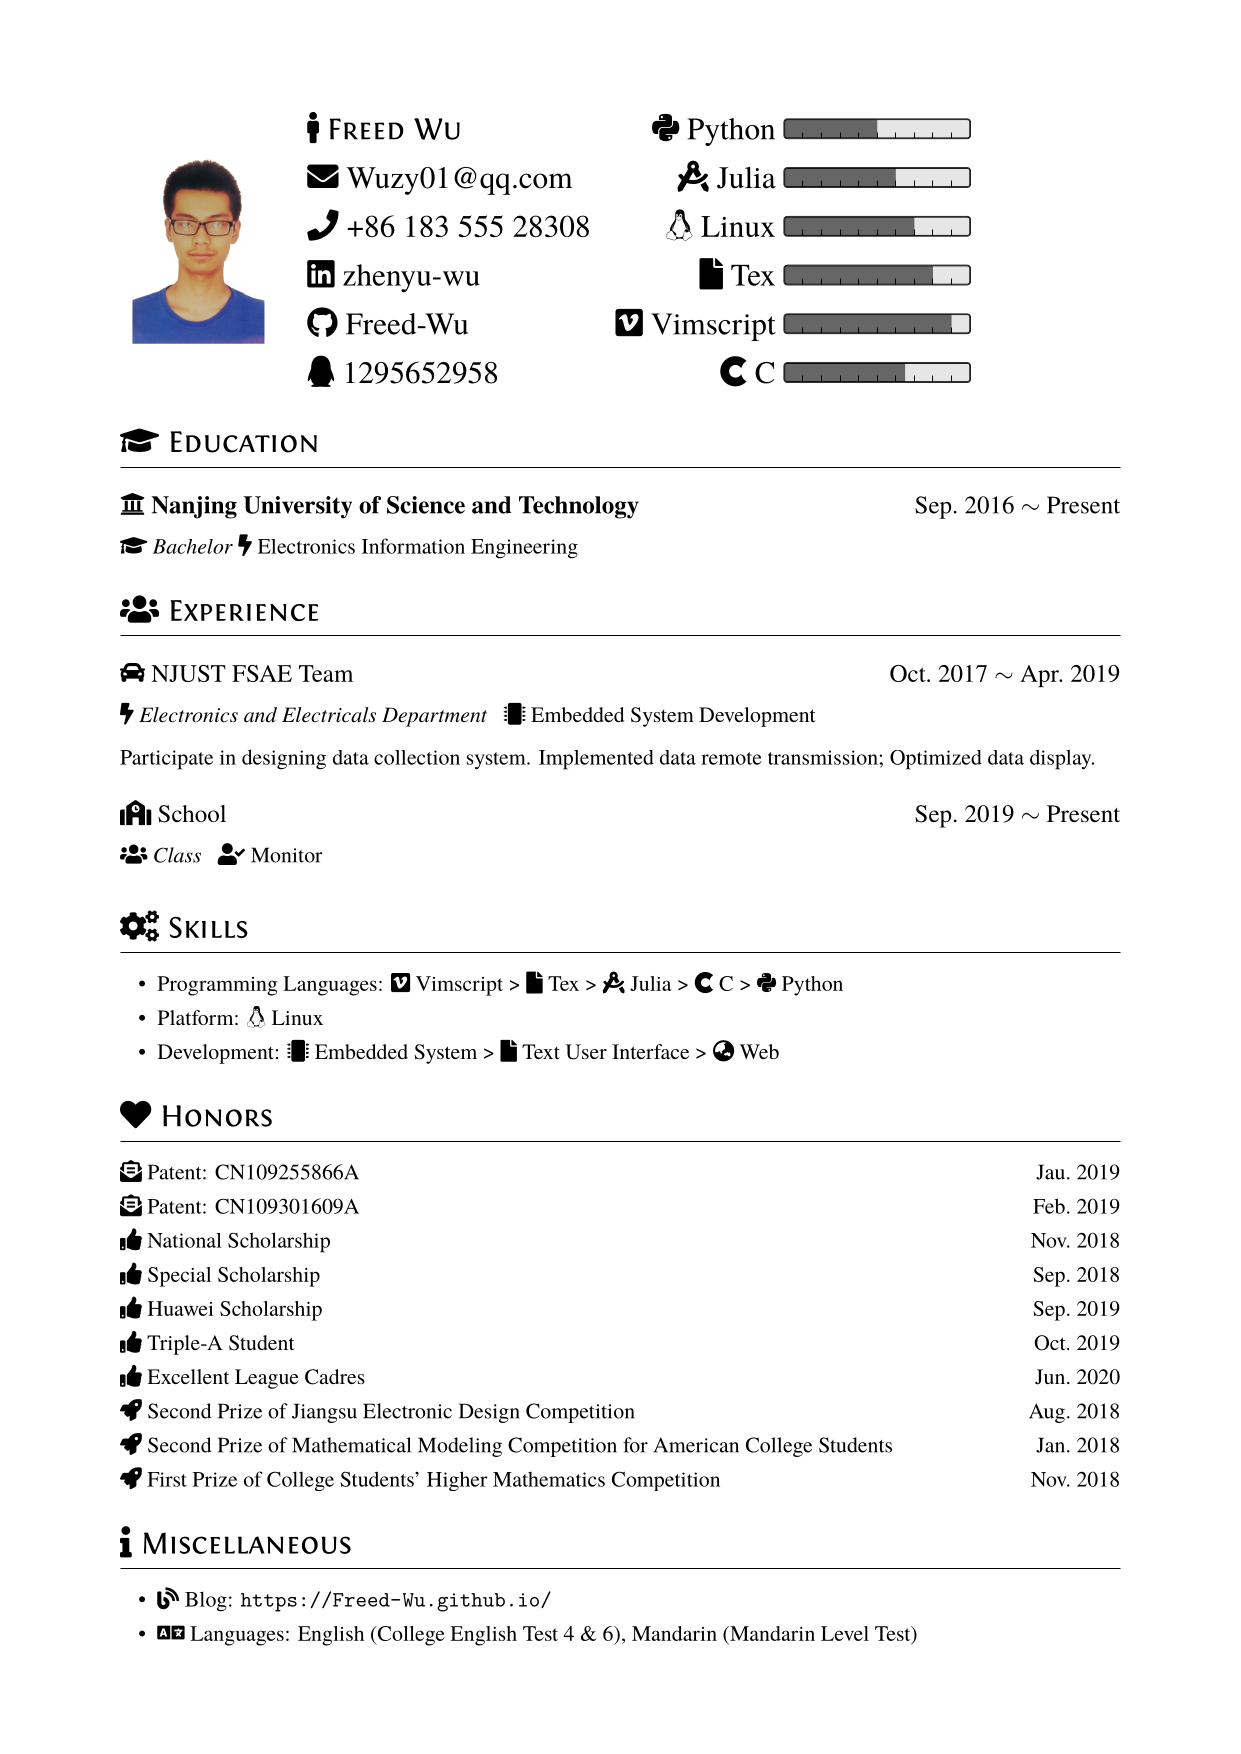 Freed Wu
Wuzy01@qq.com
+86 183 555 28308
zhenyu-wu
Freed-Wu
1295652958
Python
Julia
Linux
Tex
Vimscript
C
Education
Nanjing University of Science and Technology Sep. 2016 ∼ Present
Bachelor Electronics Information Engineering
Experience
NJUST FSAE Team Oct. 2017 ∼ Apr. 2019
Electronics and Electricals Department Embedded System Development
Participate in designing data collection system. Implemented data remote transmission; Optimized data display.
School Sep. 2019 ∼ Present
Class Monitor
Skills
• Programming Languages: Vimscript > Tex > Julia > C > Python
• Platform: Linux
• Development: Embedded System > Text User Interface > Web
Honors
Patent: CN109255866A Jau. 2019
Patent: CN109301609A Feb. 2019
National Scholarship Nov. 2018
Special Scholarship Sep. 2018
Huawei Scholarship Sep. 2019
Triple-A Student Oct. 2019
Excellent League Cadres Jun. 2020
Second Prize of Jiangsu Electronic Design Competition Aug. 2018
Second Prize of Mathematical Modeling Competition for American College Students Jan. 2018
First Prize of College Students’ Higher Mathematics Competition Nov. 2018
Miscellaneous
• Blog: https://Freed-Wu.github.io/
• Languages: English (College English Test 4 & 6), Mandarin (Mandarin Level Test)